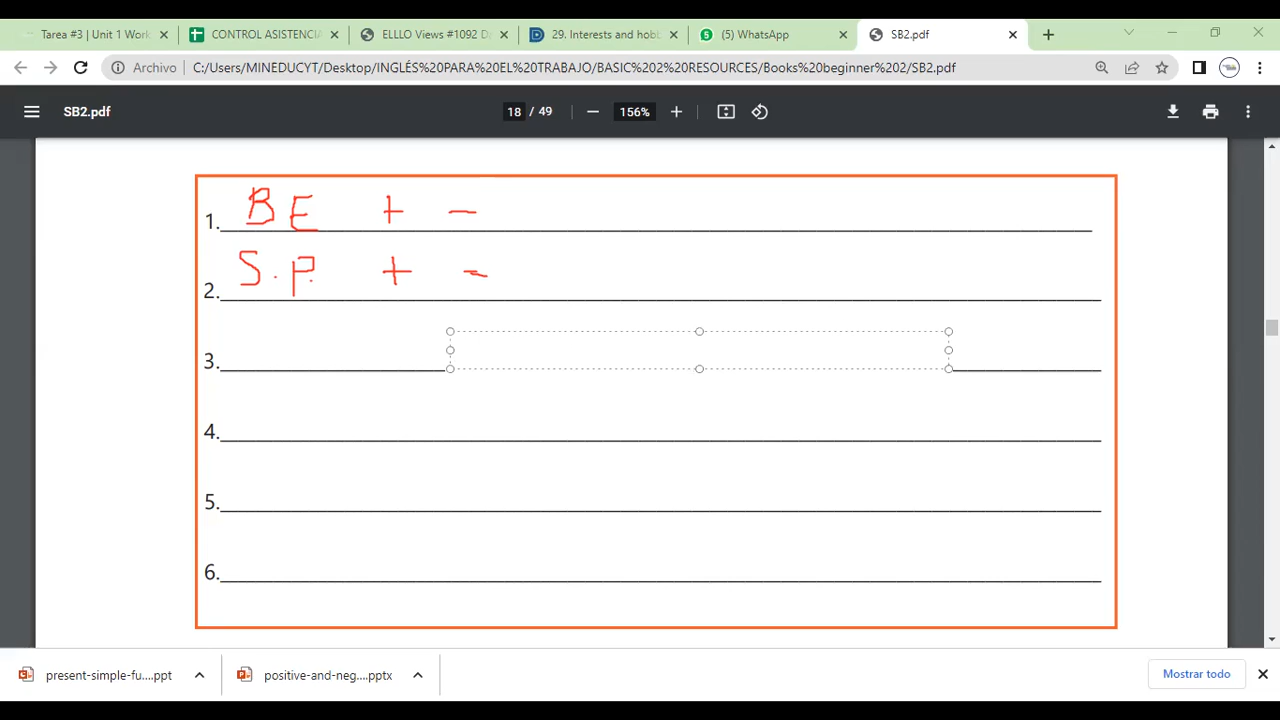 Tarea #3 | Unit 1 Work
CONTROL ASISTENCIA
ELLLO Views #1092 D
29. Interests and hobb
(5) WhatsApp
SB2.pdf
Archivo
C:/Users/MINEDUCYT/Desktop/INGLÉS%20PARA%20EL%20TRABAJO/BASIC%202%20RESOURCES/Books%20beginner%202/SB2.pdf
SB2.pdf
18 / 49
156%
1. BE + -
2. S.P. + -
3.
4.
5.
6.
present-simple-fu....ppt
positive-and-neg....pptx
Mostrar todo